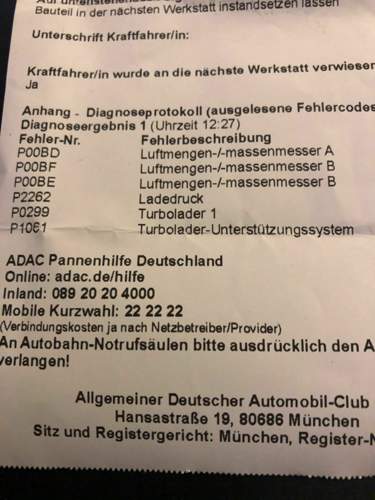 Bauteil in der nächsten Werkstatt instandsetzen lassen
Unterschrift Kraftfahrer/in:
Kraftfahrer/in wurde an die nächste Werkstatt verwiesen
Ja
Anhang - Diagnoseprotokoll (ausgelesene Fehlercodes
Diagnoseergebnis 1 (Uhrzeit 12:27)
Fehler-Nr. Fehlerbeschreibung
P00BD Luftmengen-/-massenmesser A
P00BF Luftmengen-/-massenmesser B
P00BE Luftmengen-/-massenmesser B
P2262 Ladedruck
P0299 Turbolader 1
P1061 Turbolader-Unterstützungssystem
ADAC Pannenhilfe Deutschland
Online: adac.de/hilfe
Inland: 089 20 20 4000
Mobile Kurzwahl: 22 22 22
(Verbindungskosten ja nach Netzbetreiber/Provider)
An Autobahn-Notrufsäulen bitte ausdrücklich den A
verlangen!
Allgemeiner Deutscher Automobil-Club
Hansastraße 19, 80686 München
Sitz und Registergericht: München, Register-N